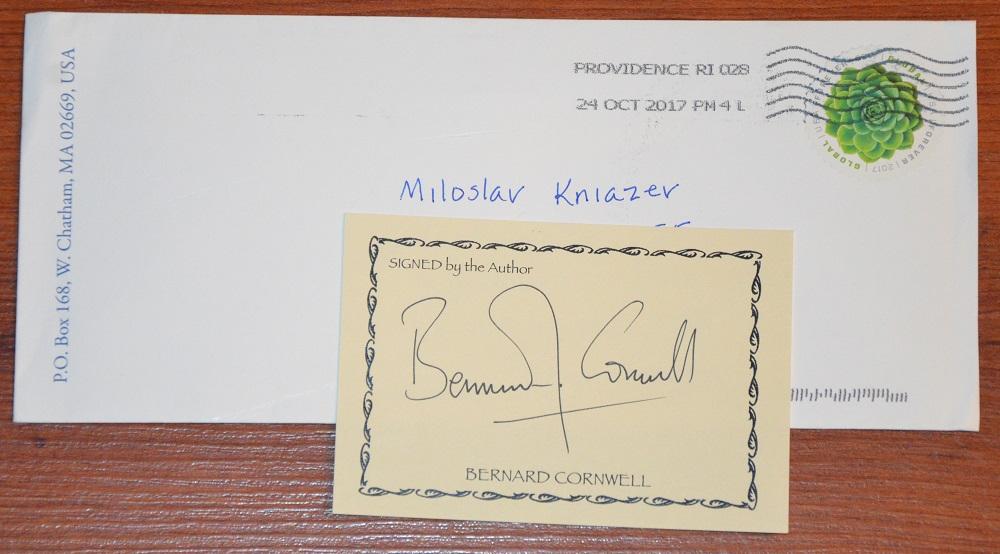 P.O. Box 168, W. Chatham, MA 02669, USA
PROVIDENCE RI 028
24 OCT 2017 PM 4 L
GLOBAL FOREVER 2017 GLOBAL
Miloslav Kniazer
SIGNED by the Author
Bernard Cornwell
BERNARD CORNWELL